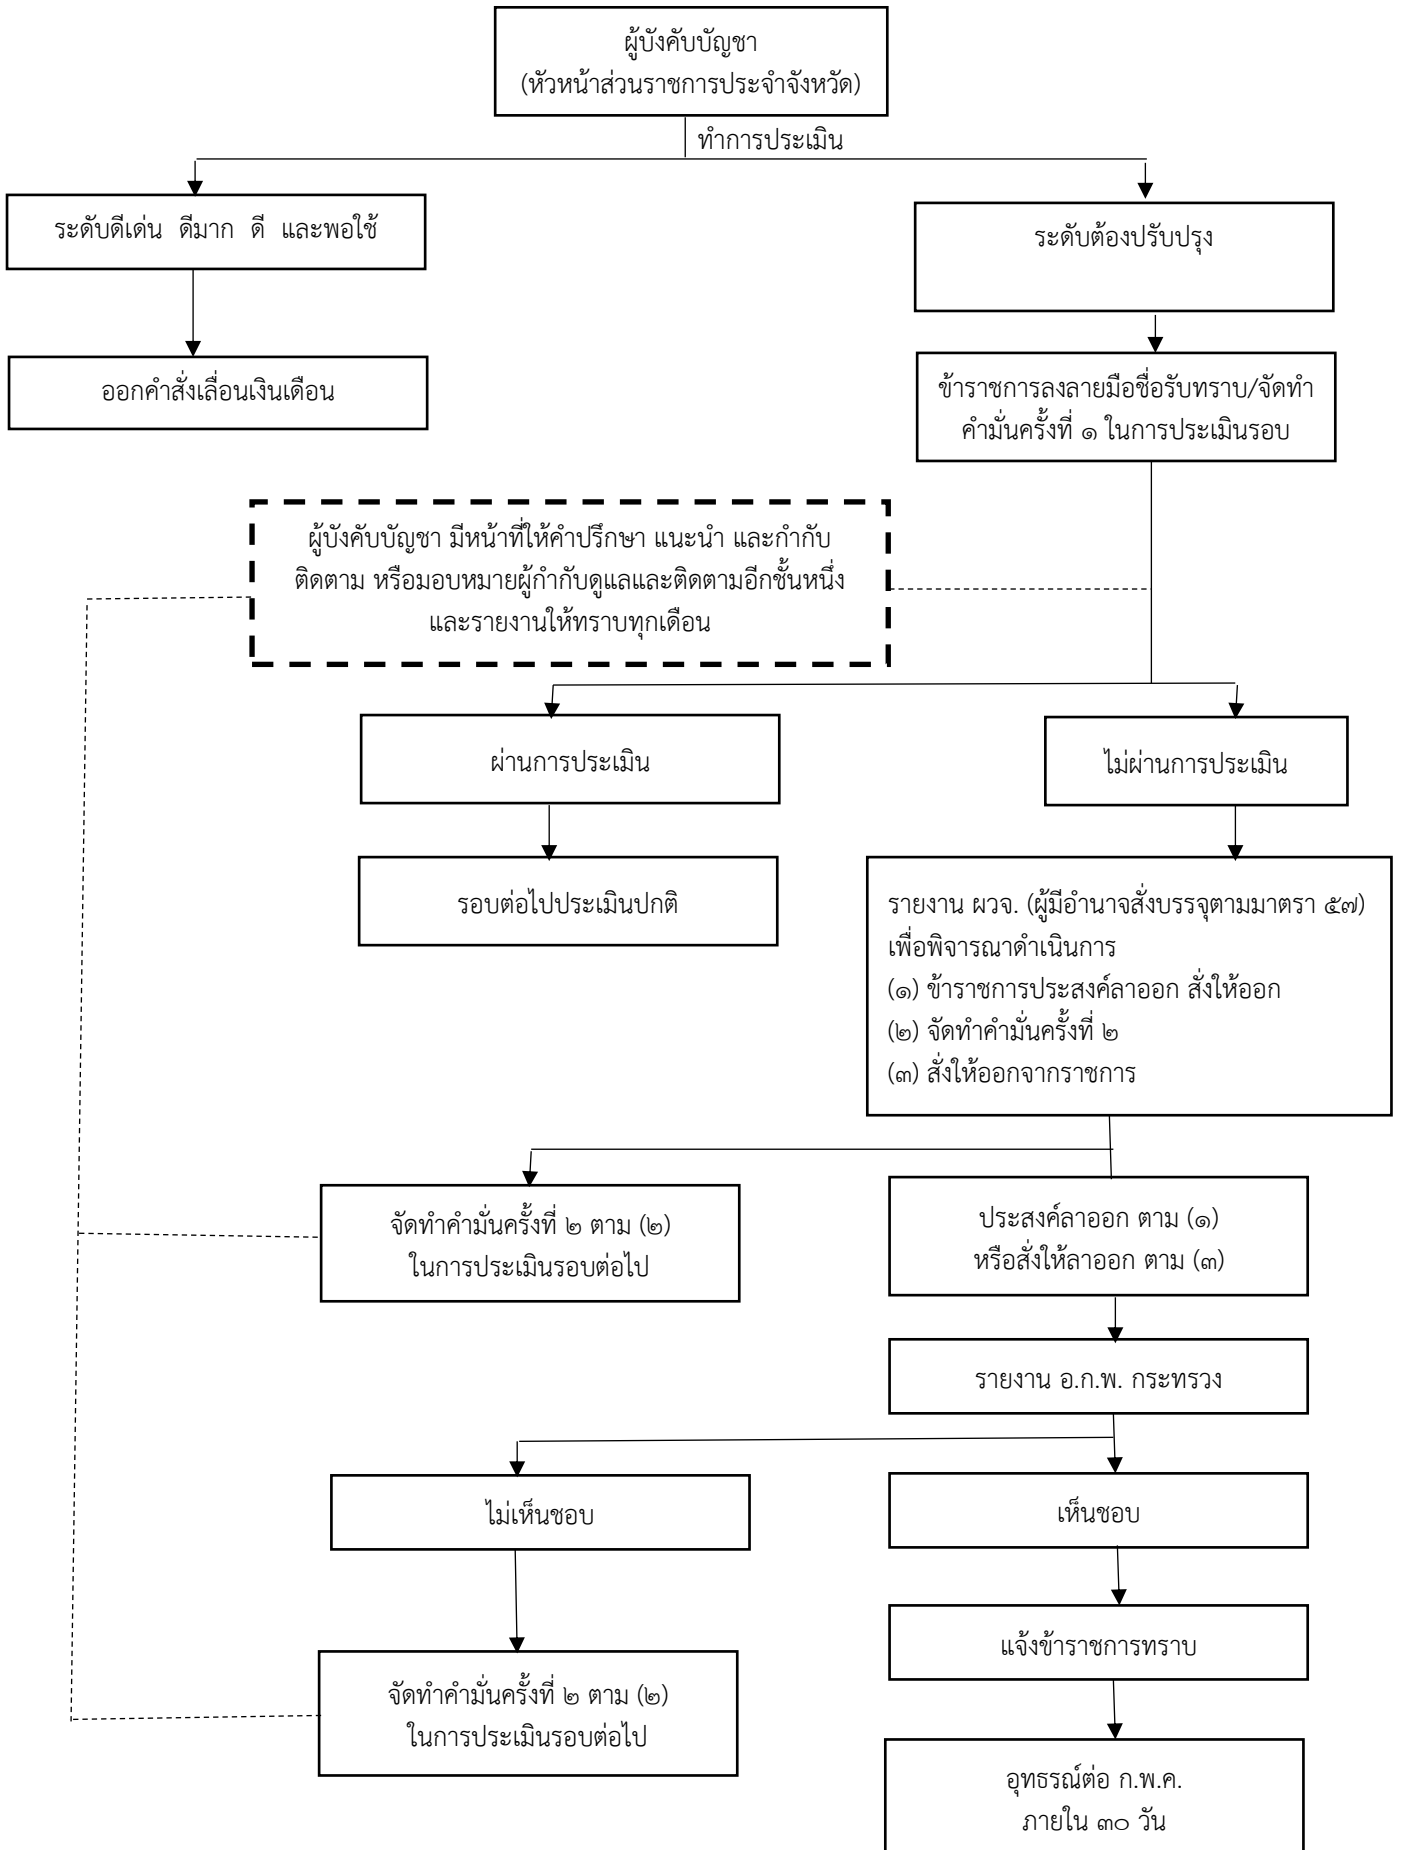 ผู้บังคับบัญชา
(หัวหน้าส่วนราชการประจำจังหวัด)
ทำการประเมิน
ระดับดีเด่น ดีมาก ดี และพอใช้
ระดับต้องปรับปรุง
ออกคำสั่งเลื่อนเงินเดือน
ข้าราชการลงลายมือชื่อรับทราบ/จัดทำ
คำมั่นครั้งที่ ๑ ในการประเมินรอบ
ผู้บังคับบัญชา มีหน้าที่ให้คำปรึกษา แนะนำ และกำกับ
ติดตาม หรือมอบหมายผู้กำกับดูแลและติดตามอีกชั้นหนึ่ง
และรายงานให้ทราบทุกเดือน
ผ่านการประเมิน
ไม่ผ่านการประเมิน
รอบต่อไปประเมินปกติ
รายงาน ผวจ. (ผู้มีอำนาจสั่งบรรจุตามมาตรา ๕๗)
เพื่อพิจารณาดำเนินการ
(๑) ข้าราชการประสงค์ลาออก สั่งให้ออก
(๒) จัดทำคำมั่นครั้งที่ ๒
(๓) สั่งให้ออกจากราชการ
จัดทำคำมั่นครั้งที่ ๒ ตาม (๒)
ในการประเมินรอบต่อไป
ประสงค์ลาออก ตาม (๑)
หรือสั่งให้ลาออก ตาม (๓)
รายงาน อ.ก.พ. กระทรวง
ไม่เห็นชอบ
เห็นชอบ
แจ้งข้าราชการทราบ
จัดทำคำมั่นครั้งที่ ๒ ตาม (๒)
ในการประเมินรอบต่อไป
อุทธรณ์ต่อ ก.พ.ค.
ภายใน ๓๐ วัน